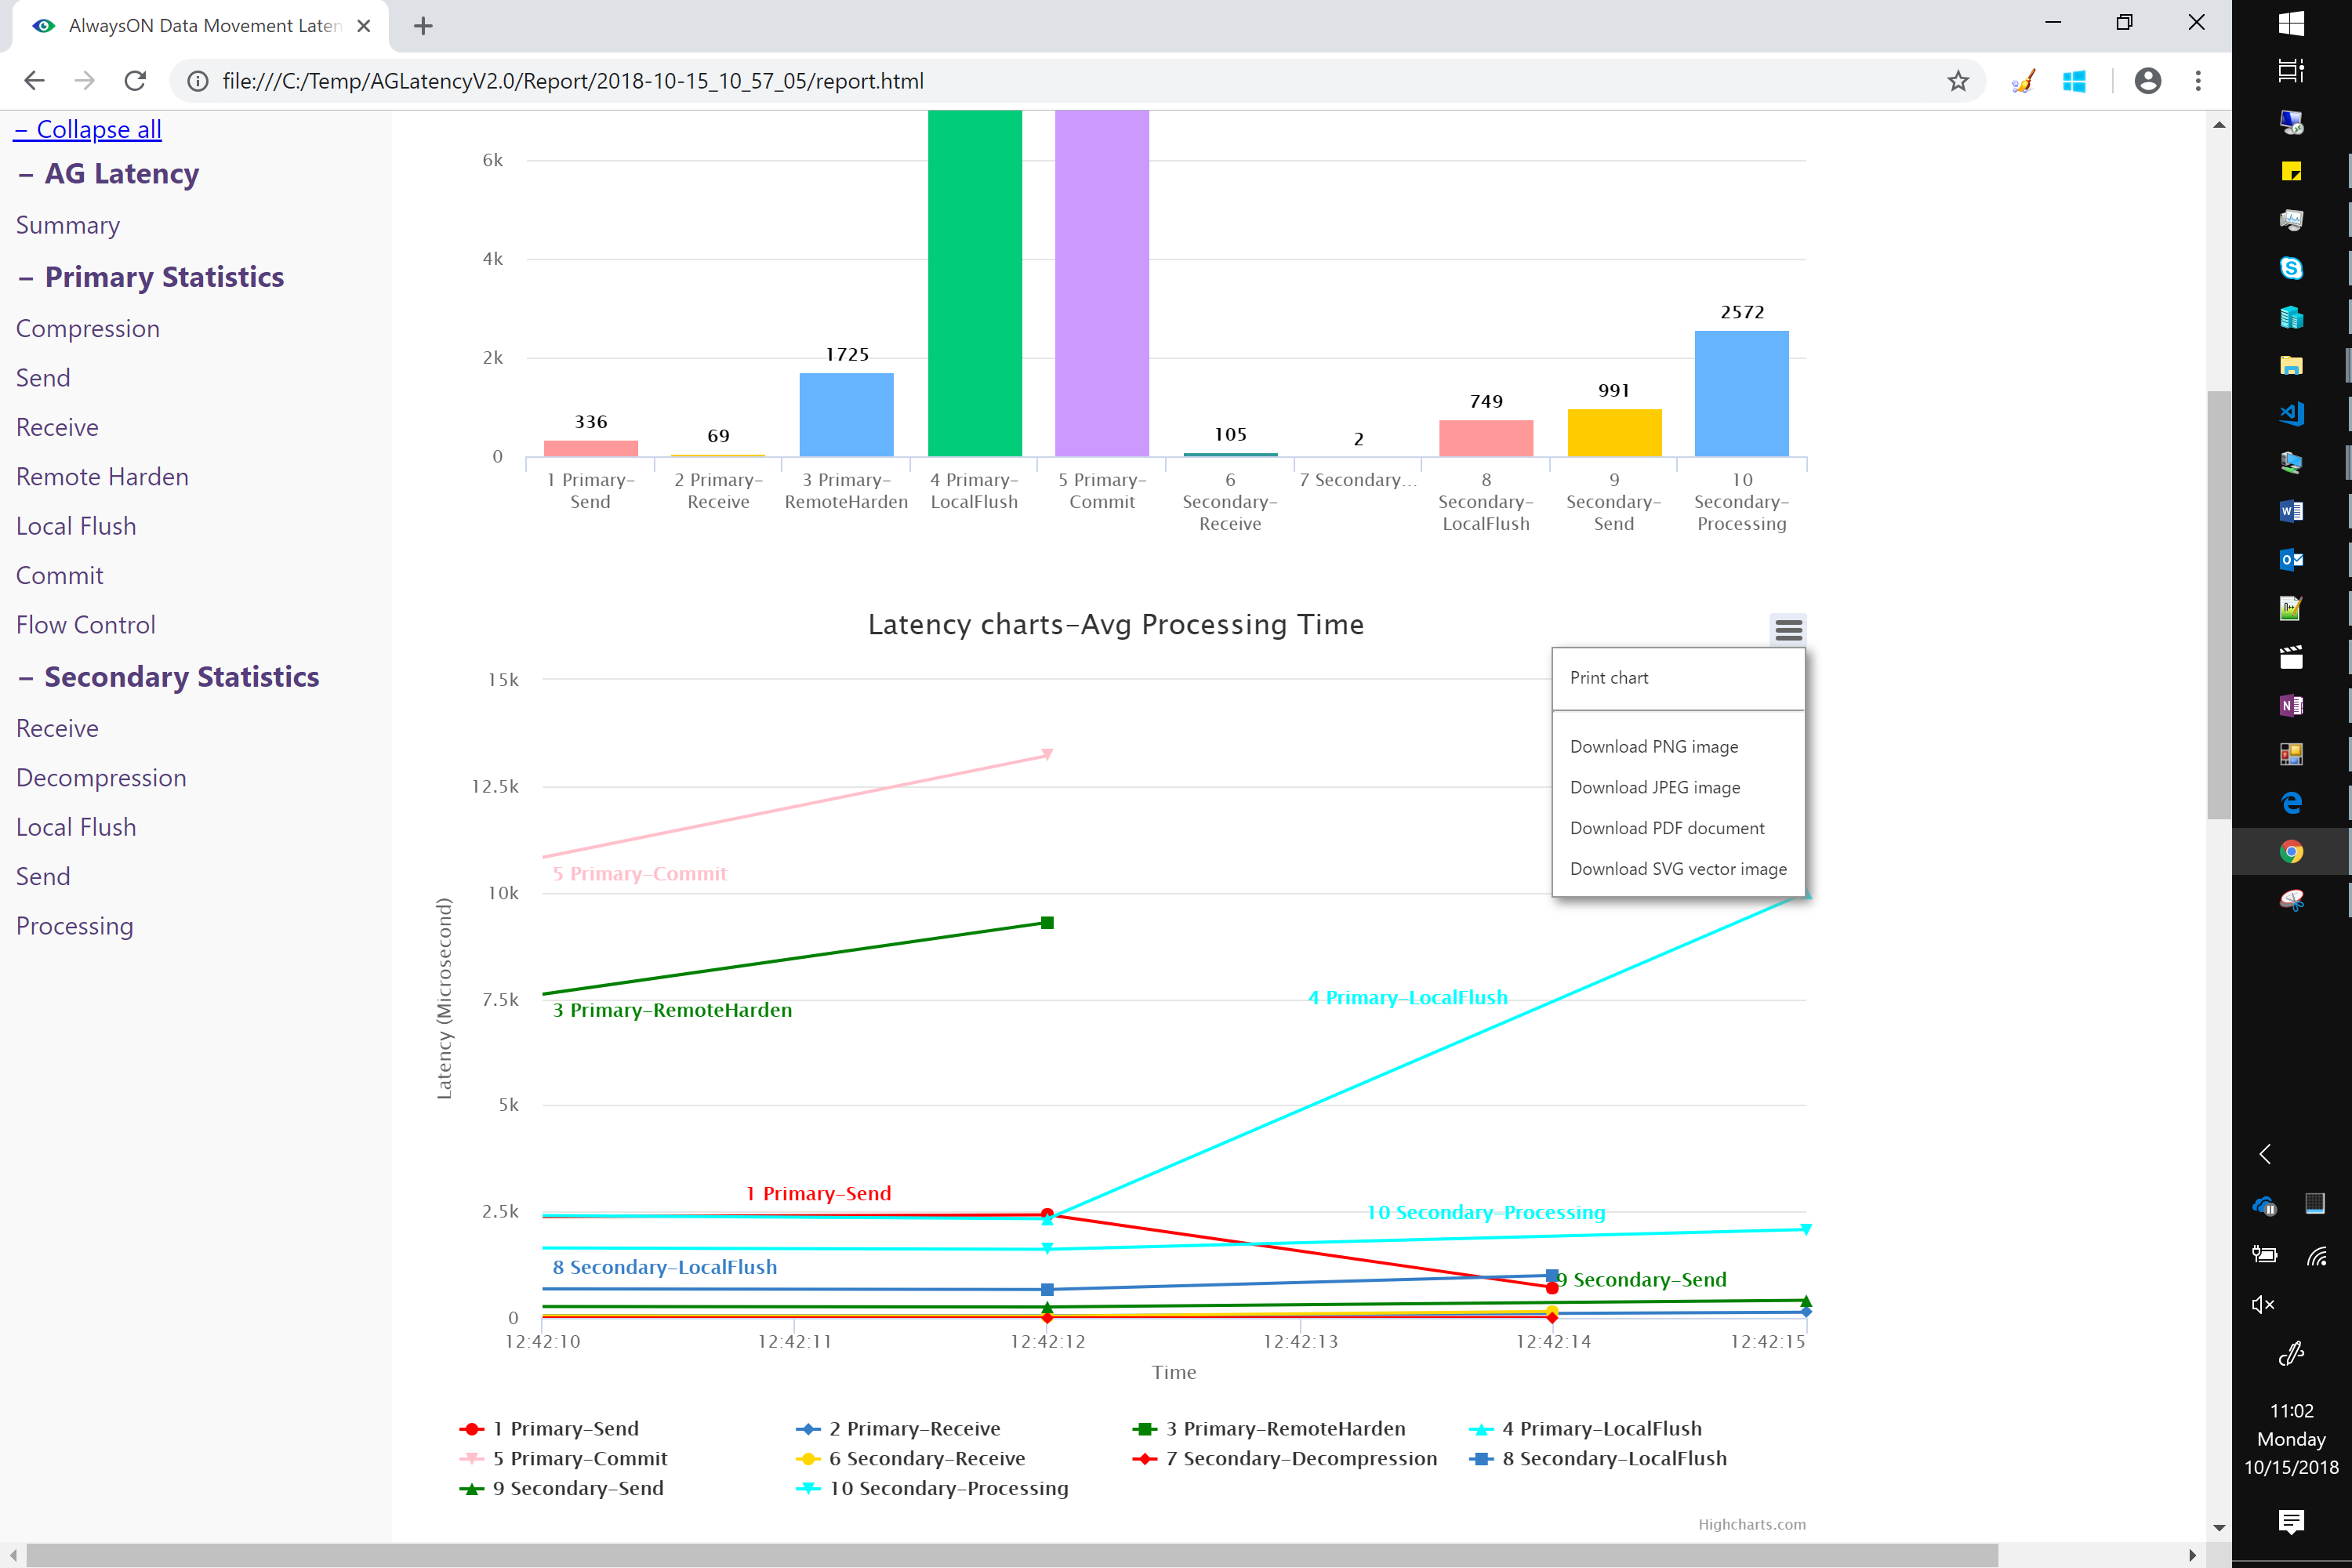 AlwaysON Data Movement Laten
file:///C:/Temp/AGLatencyV2.0/Report/2018-10-15_10_57_05/report.html
− Collapse all
− AG Latency
Summary
− Primary Statistics
Compression
Send
Receive
Remote Harden
Local Flush
Commit
Flow Control
− Secondary Statistics
Receive
Decompression
Local Flush
Send
Processing
6k
4k
2k
0
336
69
1725
105
2
749
991
2572
1 Primary-
Send
2 Primary-
Receive
3 Primary-
RemoteHarden
4 Primary-
LocalFlush
5 Primary-
Commit
6
Secondary-
Receive
7 Secondary...
8
Secondary-
LocalFlush
9
Secondary-
Send
10
Secondary-
Processing
Latency charts-Avg Processing Time
Print chart
Download PNG image
Download JPEG image
Download PDF document
Download SVG vector image
15k
12.5k
10k
7.5k
5k
2.5k
0
Latency (Microsecond)
5 Primary-Commit
3 Primary-RemoteHarden
4 Primary-LocalFlush
1 Primary-Send
10 Secondary-Processing
8 Secondary-LocalFlush
9 Secondary-Send
12:42:10
12:42:11
12:42:12
12:42:13
12:42:14
12:42:15
Time
1 Primary-Send
2 Primary-Receive
3 Primary-RemoteHarden
4 Primary-LocalFlush
5 Primary-Commit
6 Secondary-Receive
7 Secondary-Decompression
8 Secondary-LocalFlush
9 Secondary-Send
10 Secondary-Processing
Highcharts.com
11:02
Monday
10/15/2018